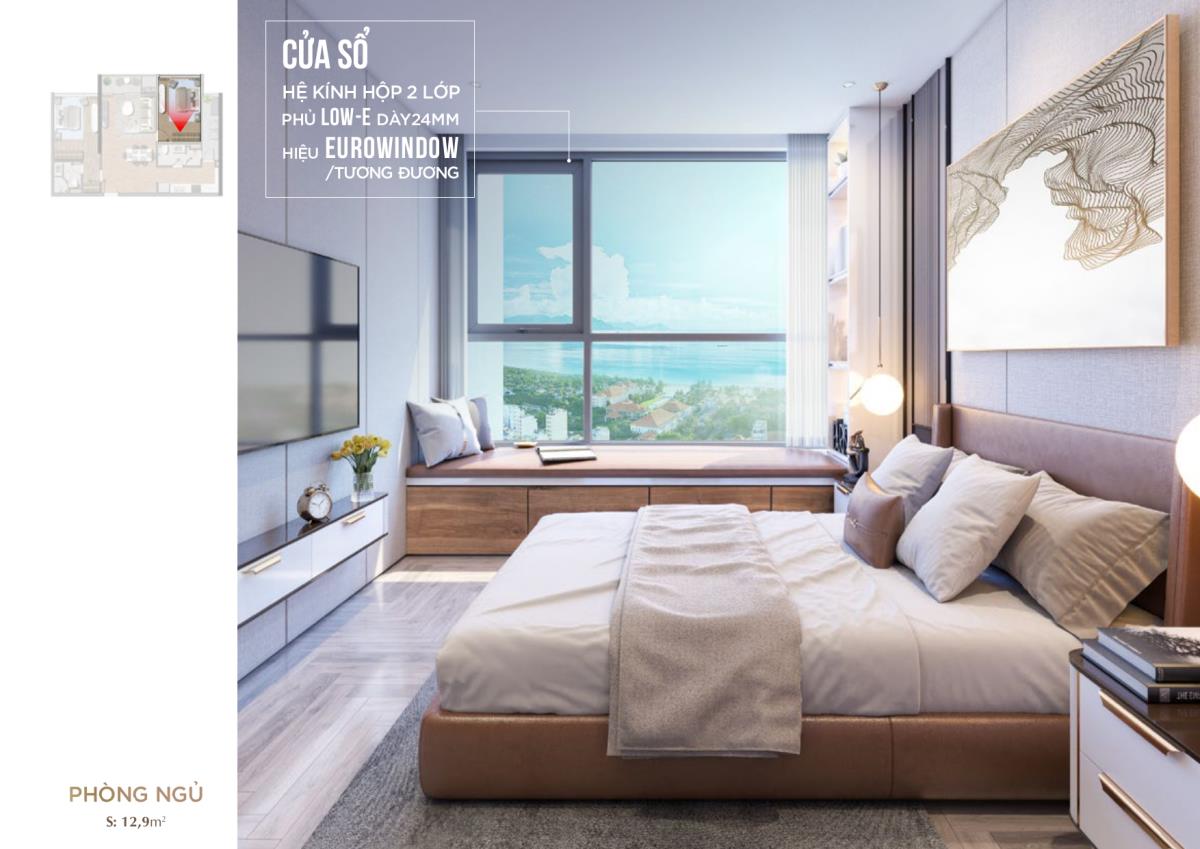 CỬA SỔ
HỆ KÍNH HỘP 2 LỚP
PHỦ LOW-E DÀY24MM
HIỆU EUROWINDOW
/TƯƠNG ĐƯƠNG
PHÒNG NGỦ
S: 12,9m²